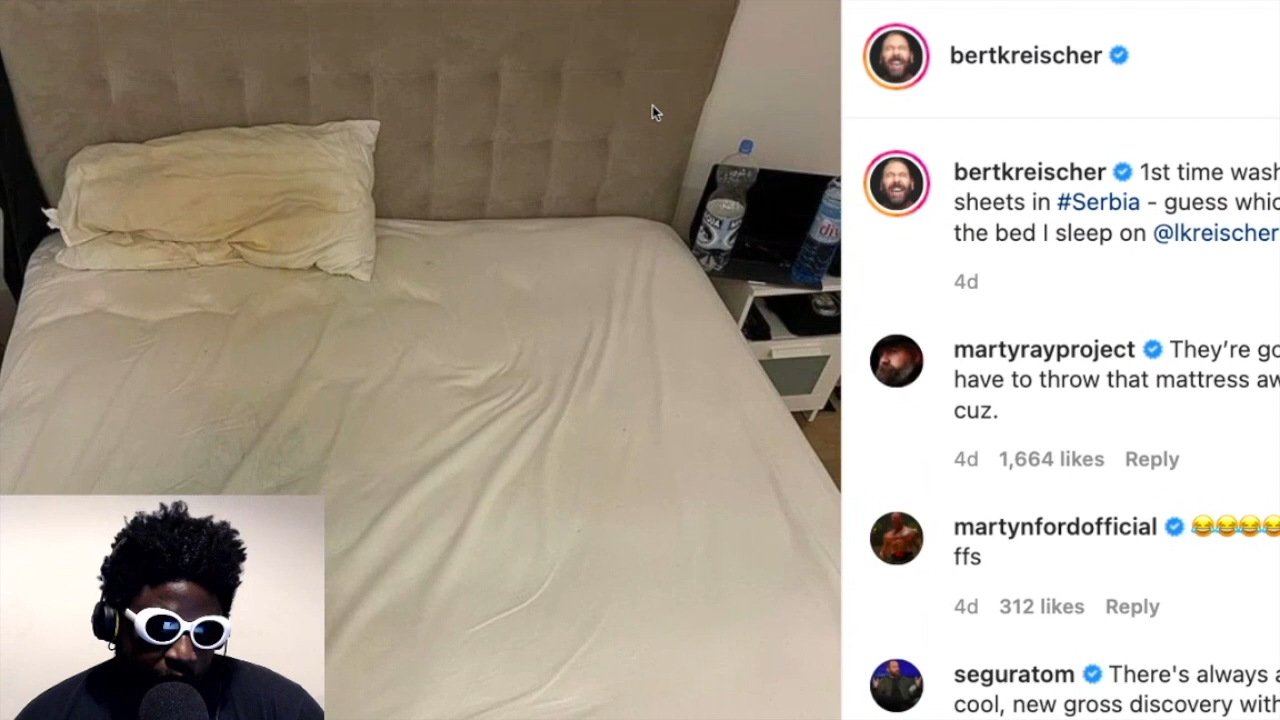 bertkreischer
bertkreischer 1st time wash
sheets in #Serbia - guess whic
the bed I sleep on @lkreischer
4d
martyrayproject They’re go
have to throw that mattress aw
cuz.
4d 1,664 likes Reply
martynfordofficial 😂😂😂😂
ffs
4d 312 likes Reply
seguratom There's always a
cool, new gross discovery with